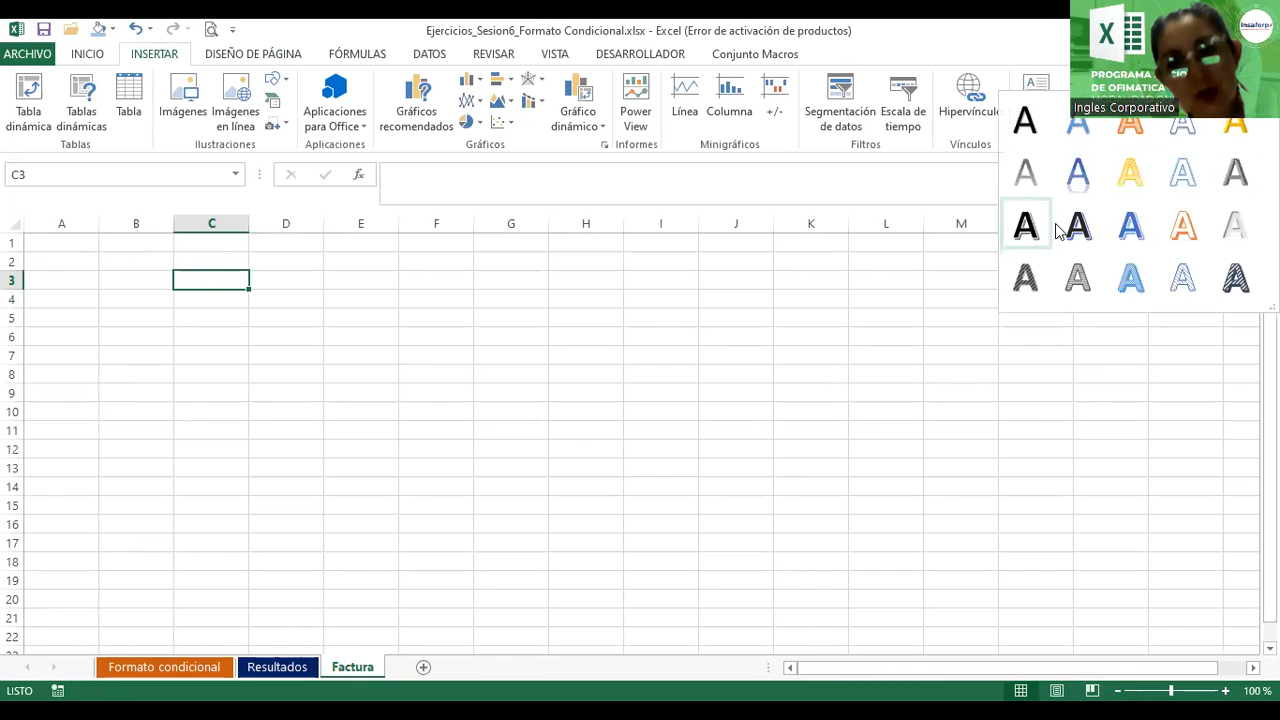 Ejercicios_Sesion6_Formato Condicional.xlsx - Excel (Error de activación de productos)
ARCHIVO INICIO INSERTAR DISEÑO DE PÁGINA FÓRMULAS DATOS REVISAR VISTA DESARROLLADOR Conjunto Macros
Tabla dinámica
Tablas dinámicas
Tabla
Imágenes
Imágenes en línea
Aplicaciones para Office
Gráficos recomendados
Gráfico dinámico
Power View
Línea
Columna
+/-
Segmentación de datos
Escala de tiempo
Hipervínculo
Tablas Ilustraciones Aplicaciones Gráficos Informes Minigráficos Filtros Vínculos
PROGRAMA
DE OFIMATICA
Insaforp
Ingles Corporativo
A A A A A
A A A A A
A A A A A
A A A A A
C3 fx
A B C D E F G H I J K L M
1
2
3
4
5
6
7
8
9
10
11
12
13
14
15
16
17
18
19
20
21
22
Formato condicional Resultados Factura
LISTO 100 %